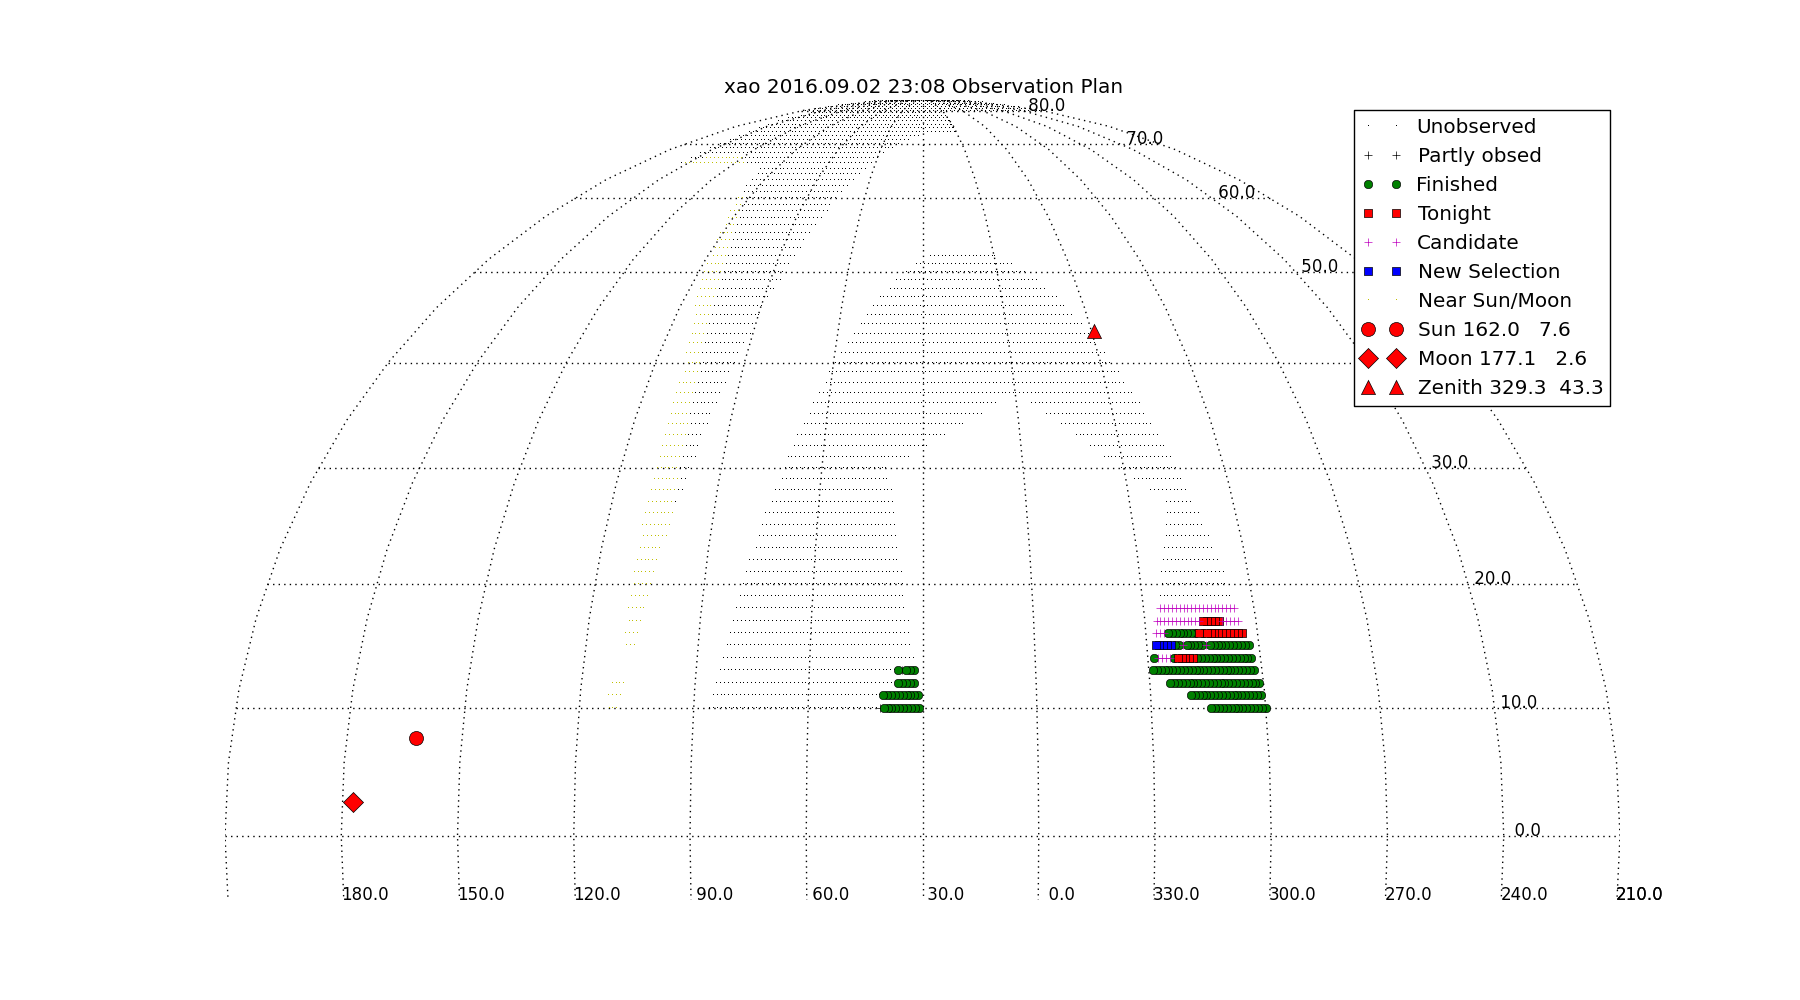 xao 2016.09.02 23:08 Observation Plan
80.0
70.0
60.0
50.0
30.0
20.0
10.0
0.0
Unobserved
Partly obsed
Finished
Tonight
Candidate
New Selection
Near Sun/Moon
Sun 162.0 7.6
Moon 177.1 2.6
Zenith 329.3 43.3
180.0 150.0 120.0 90.0 60.0 30.0 0.0 330.0 300.0 270.0 240.0 210.0